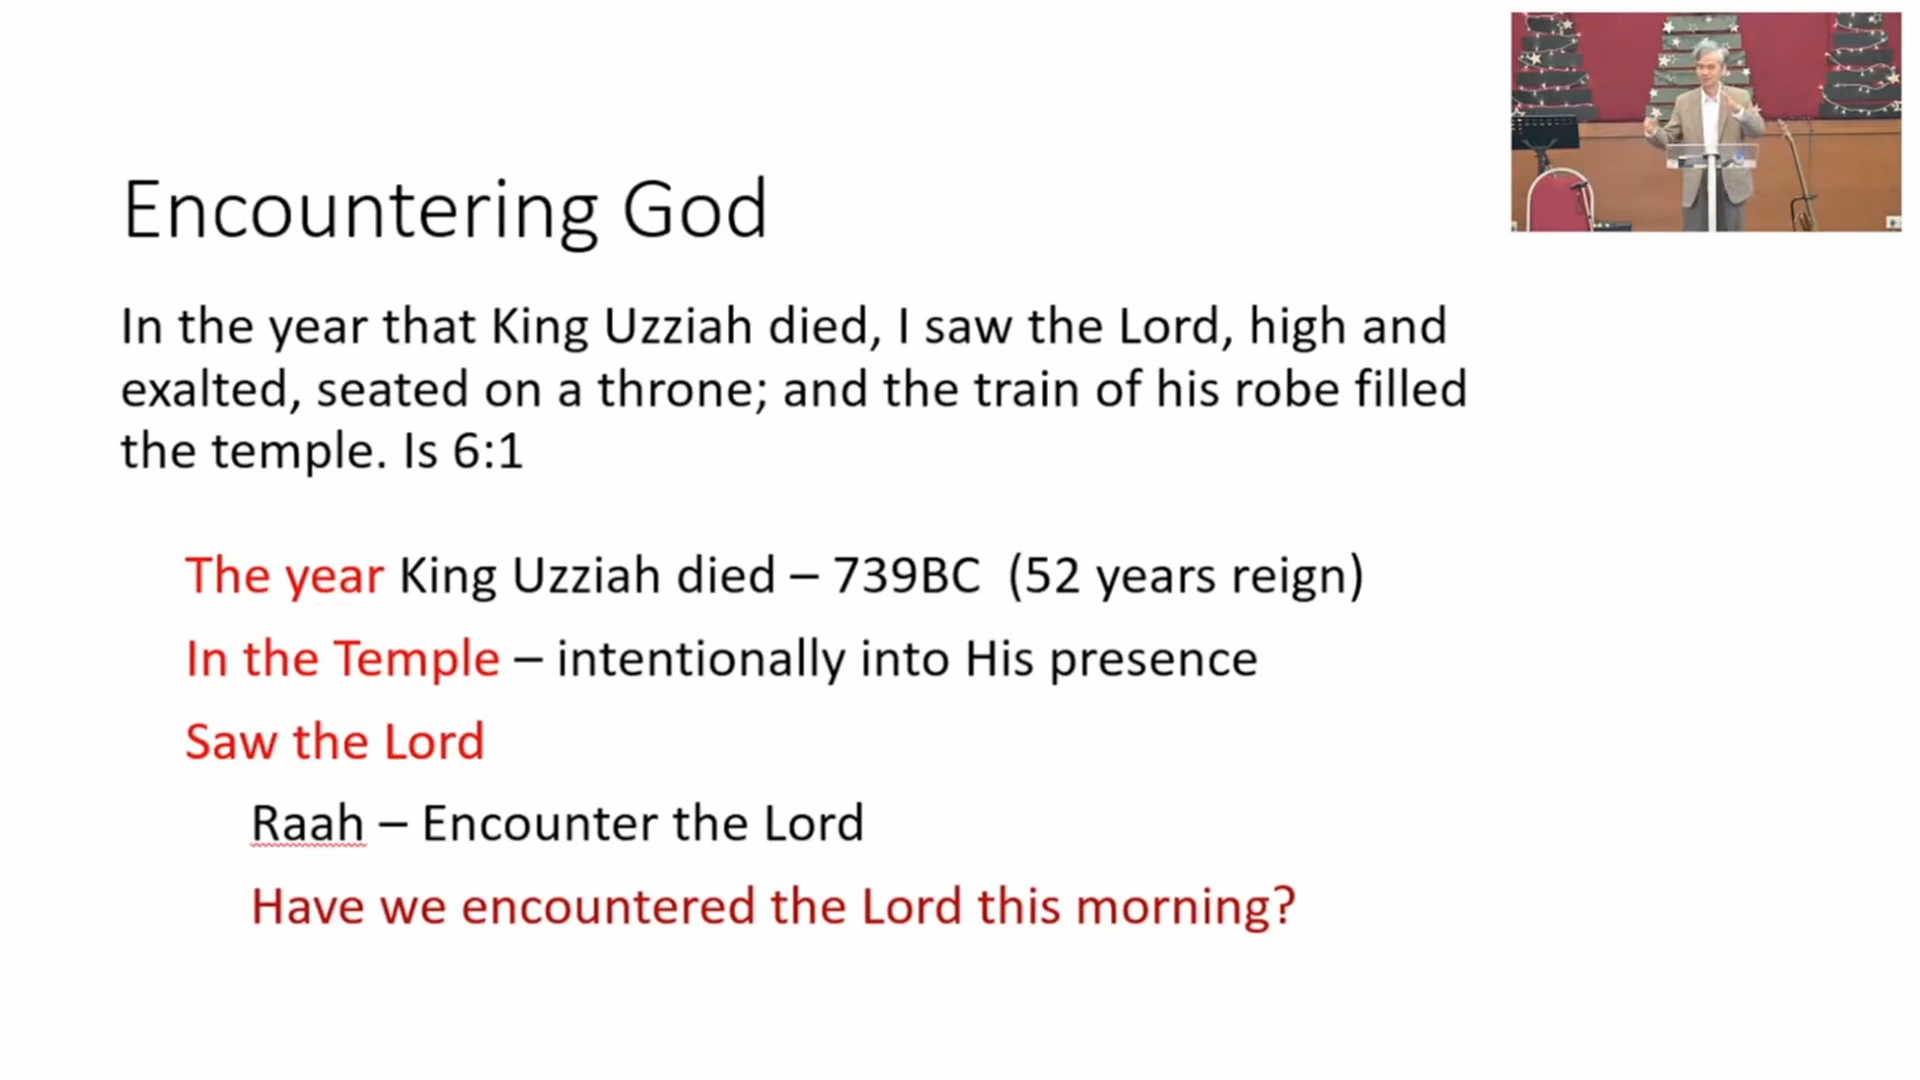 Encountering God
In the year that King Uzziah died, I saw the Lord, high and
exalted, seated on a throne; and the train of his robe filled
the temple. Is 6:1
The year King Uzziah died – 739BC  (52 years reign)
In the Temple – intentionally into His presence
Saw the Lord
Raah – Encounter the Lord
Have we encountered the Lord this morning?